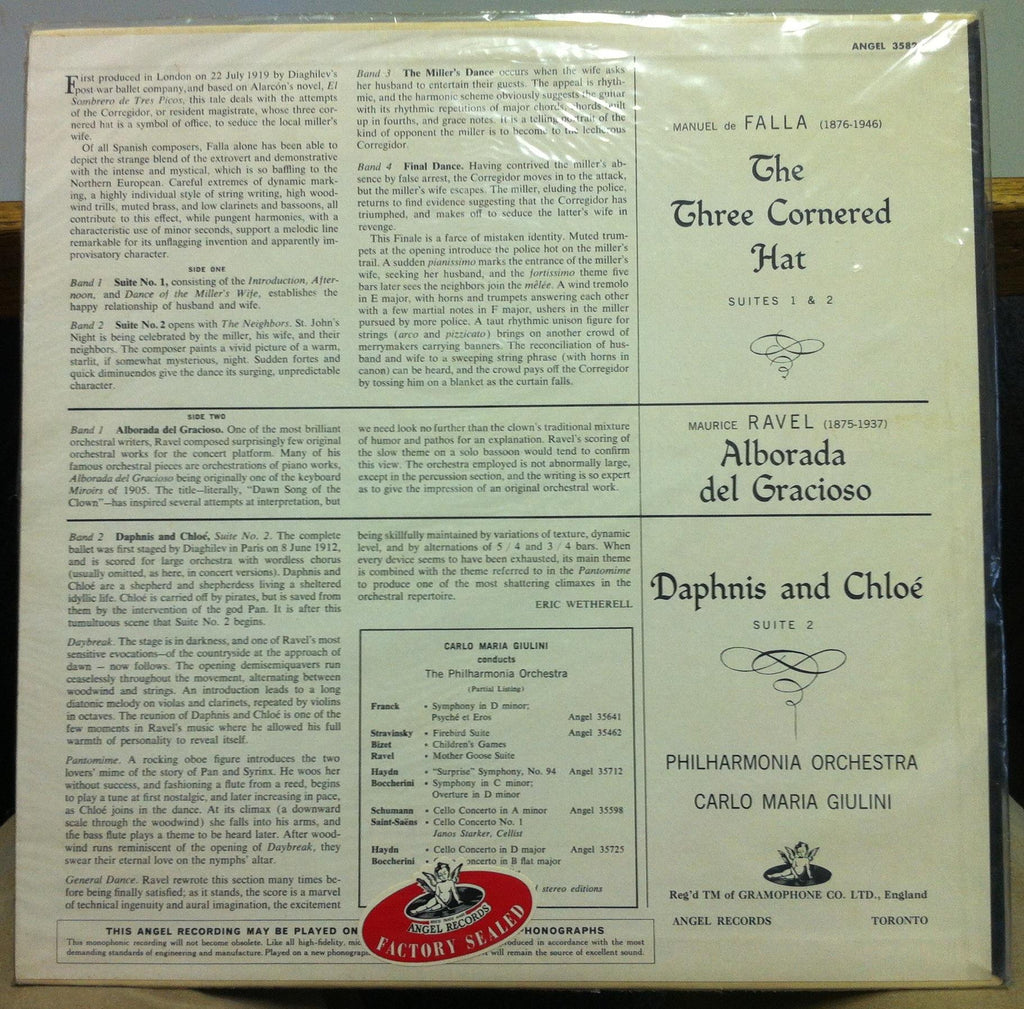 ANGEL 3582
First produced in London on 22 July 1919 by Diaghilev's
post war ballet company, and based on Alarcón's novel, El
Sombrero de Tres Picos, this tale deals with the attempts
of the Corregidor, or resident magistrate, whose three cor-
nered hat is a symbol of office, to seduce the local miller's
wife.
Of all Spanish composers, Falla alone has been able to
depict the strange blend of the extrovert and demonstrative
with the intense and mystical, which is so baffling to the
Northern European. Careful extremes of dynamic mark-
ing, a highly individual style of string writing, high wood-
wind trills, muted brass, and low clarinets and bassoons, all
contribute to this effect, while pungent harmonies, with a
characteristic use of minor seconds, support a melodic line
remarkable for its unflagging invention and apparently im-
provisatory character.
SIDE ONE
Band 1 Suite No. 1, consisting of the Introduction, After-
noon, and Dance of the Miller's Wife, establishes the
happy relationship of husband and wife.
Band 2 Suite No. 2 opens with The Neighbors. St. John's
Night is being celebrated by the miller, his wife, and their
neighbors. The composer paints a vivid picture of a warm,
starlit, if somewhat mysterious, night. Sudden fortes and
quick diminuendos give the dance its surging, unpredictable
character.
Band 3 The Miller's Dance occurs when the wife asks
her husband to entertain their guests. The appeal is rhyth-
mic, and the harmonic scheme obviously suggests the guitar
with its rhythmic repetitions of major chords, chords built
up in fourths, and grace notes. It is a telling portrait of the
kind of opponent the miller is to become to the lecherous
Corregidor.
Band 4 Final Dance. Having contrived the miller's ab-
sence by false arrest, the Corregidor moves in to the attack,
but the miller's wife escapes. The miller, eluding the police,
returns to find evidence suggesting that the Corregidor has
triumphed, and makes off to seduce the latter's wife in
revenge.
This Finale is a farce of mistaken identity. Muted trum-
pets at the opening introduce the police hot on the miller's
trail. A sudden pianissimo marks the entrance of the miller's
wife, seeking her husband, and the fortissimo theme five
bars later sees the neighbors join the mêlée. A wind tremolo
in E major, with horns and trumpets answering each other
with a few martial notes in F major, ushers in the miller
pursued by more police. A taut rhythmic unison figure for
strings (arco and pizzicato) brings on another crowd of
merrymakers carrying banners. The reconciliation of hus-
band and wife to a sweeping string phrase (with horns in
canon) can be heard, and the crowd pays off the Corregidor
by tossing him on a blanket as the curtain falls.
MANUEL de FALLA (1876-1946)
The
Three Cornered
Hat
SUITES 1 & 2
SIDE TWO
Band 1 Alborada del Gracioso. One of the most brilliant
orchestral writers, Ravel composed surprisingly few original
orchestral works for the concert platform. Many of his
famous orchestral pieces are orchestrations of piano works,
Alborada del Gracioso being originally one of the keyboard
Miroirs of 1905. The title—literally, "Dawn Song of the
Clown"—has inspired several attempts at interpretation, but
we need look no further than the clown's traditional mixture
of humor and pathos for an explanation. Ravel's scoring of
the slow theme on a solo bassoon would tend to confirm
this view. The orchestra employed is not abnormally large,
except in the percussion section, and the writing is so expert
as to give the impression of an original orchestral work.
MAURICE RAVEL (1875-1937)
Alborada
del Gracioso
Band 2 Daphnis and Chloé, Suite No. 2. The complete
ballet was first staged by Diaghilev in Paris on 8 June 1912,
and is scored for large orchestra with wordless chorus
(usually omitted, as here, in concert versions). Daphnis and
Chloé are a shepherd and shepherdess living a sheltered
idyllic life. Chloé is carried off by pirates, but is saved from
them by the intervention of the god Pan. It is after this
tumultuous scene that Suite No. 2 begins.
Daybreak. The stage is in darkness, and one of Ravel's most
sensitive evocations—of the countryside at the approach of
dawn — now follows. The opening demisemiquavers run
ceaselessly throughout the movement, alternating between
woodwind and strings. An introduction leads to a long
diatonic melody on violas and clarinets, repeated by violins
in octaves. The reunion of Daphnis and Chloé is one of the
few moments in Ravel's music where he allowed his full
warmth of personality to reveal itself.
Pantomime. A rocking oboe figure introduces the two
lovers' mime of the story of Pan and Syrinx. He woos her
without success, and fashioning a flute from a reed, begins
to play a tune at first nostalgic, and later increasing in pace,
as Chloé joins in the dance. At its climax (a downward
scale through the woodwind) she falls into his arms, and
the bass flute plays a theme to be heard later. After wood-
wind runs reminiscent of the opening of Daybreak, they
swear their eternal love on the nymphs' altar.
General Dance. Ravel rewrote this section many times be-
fore being finally satisfied; as it stands, the score is a marvel
of technical ingenuity and aural imagination, the excitement
being skillfully maintained by variations of texture, dynamic
level, and by alternations of 5 / 4 and 3 / 4 bars. When
every device seems to have been exhausted, its main theme
is combined with the theme referred to in the Pantomime
to produce one of the most shattering climaxes in the
orchestral repertoire.
ERIC WETHERELL
CARLO MARIA GIULINI
conducts
The Philharmonia Orchestra
(Partial Listing)
Franck • Symphony in D minor;
Psyché et Eros Angel 35641
Stravinsky • Firebird Suite Angel 35462
Bizet • Children's Games
Ravel • Mother Goose Suite
Haydn • "Surprise" Symphony, No. 94 Angel 35712
Boccherini • Symphony in C minor;
Overture in D minor
Schumann • Cello Concerto in A minor Angel 35598
Saint-Saëns • Cello Concerto No. 1
Janos Starker, Cellist
Haydn • Cello Concerto in D major Angel 35725
Boccherini • oncerto in B flat major
stereo editions
Daphnis and Chloé
SUITE 2
PHILHARMONIA ORCHESTRA
CARLO MARIA GIULINI
Reg'd TM of GRAMOPHONE CO. LTD., England
ANGEL RECORDS TORONTO
THIS ANGEL RECORDING MAY BE PLAYED ON HONOGRAPHS
This monophonic recording will not become obsolete. Like all high-fidelity, mic roduced in accordance with the most
demanding standards of engineering and manufacture. Played on a new phonograp will remain the source of excellent sound.
ANGEL RECORDS
FACTORY SEALED